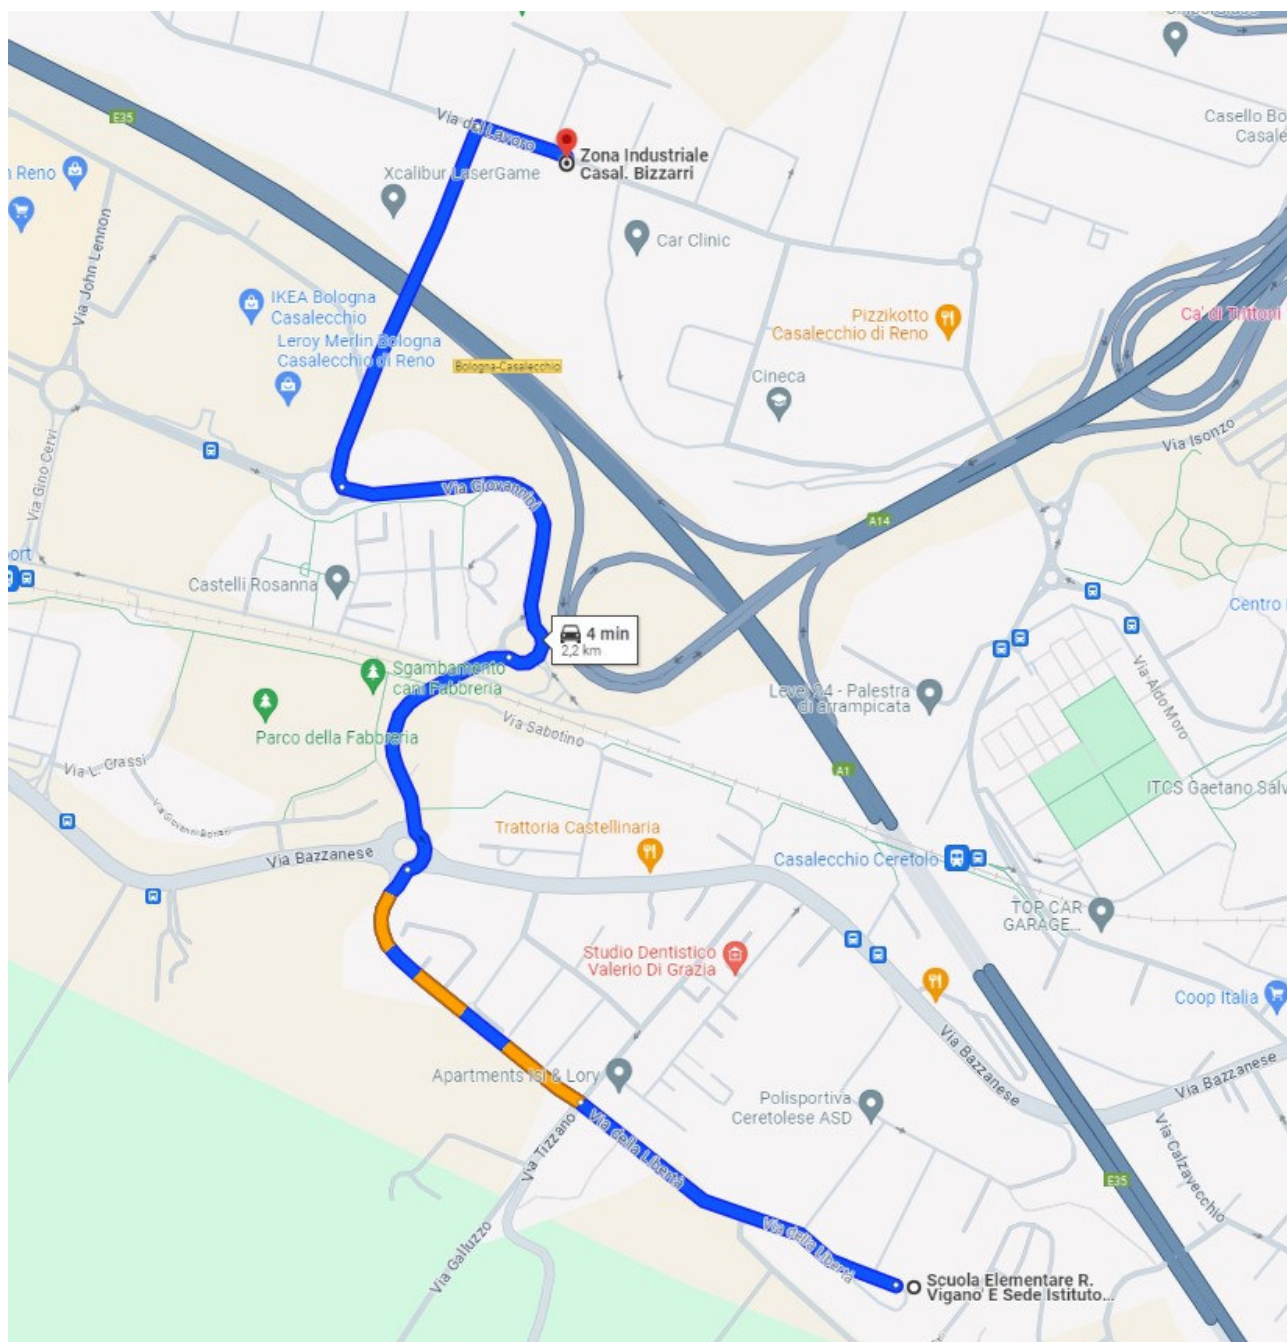 E35
Via del Lavoro
Zona Industriale
Casal. Bizzarri
Casello Bo
Casale
Reno
Via John Lennon
Xcalibur LaserGame
Car Clinic
IKEA Bologna
Casalecchio
Leroy Merlin Bologna
Casalecchio di Reno
Bologna-Casalecchio
Pizzikotto
Casalecchio di Reno
Ca' di Trittoni
Cineca
Via Isonzo
Via Gino Cervi
Via Giovannini
A14
ort
Castelli Rosanna
Centro
4 min
2,2 km
Sgambamento
cani Fabbreria
Parco della Fabbreria
Via Sabotino
Level 24 - Palestra
di arrampicata
Via Aldo Moro
Via L. Grassi
A1
ITCS Gaetano Salv
Trattoria Castellinaria
Via Bazzanese
Casalecchio Ceretolo
TOP CAR
GARAGE...
Studio Dentistico
Valerio Di Grazia
Coop Italia
Via Bazzanese
Via Bazzanese
Apartments Isi & Lory
Polisportiva
Ceretolese ASD
Via Tizzano
Via della Libertà
Via Calzavecchio
E35
Via della Libertà
Via Galluzzo
Scuola Elementare R.
Vigano' E Sede Istituto...